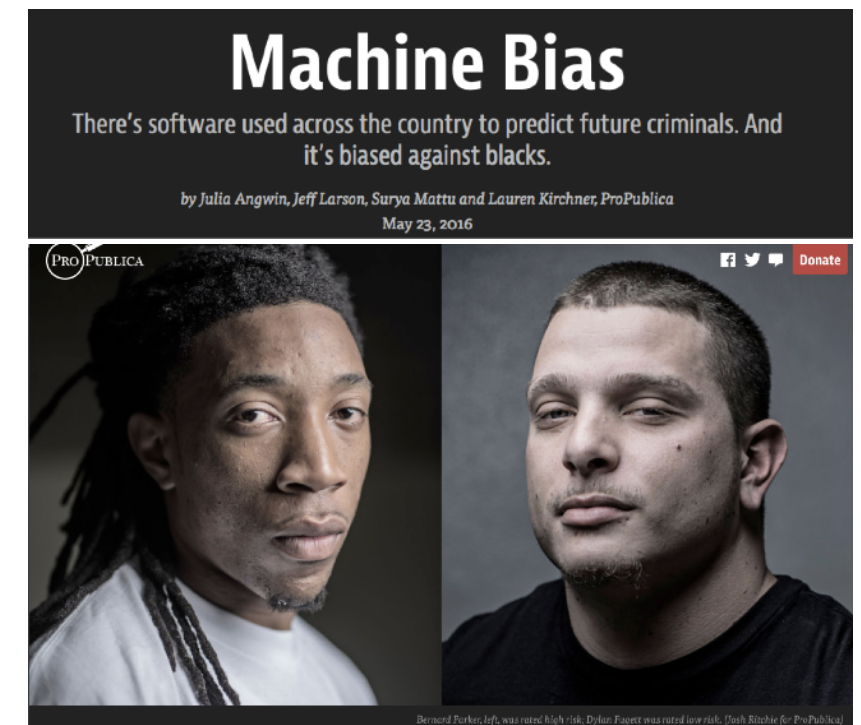 Machine Bias
There's software used across the country to predict future criminals. And
it's biased against blacks.
by Julia Angwin, Jeff Larson, Surya Mattu and Lauren Kirchner, ProPublica
May 23, 2016
PRO PUBLICA
Donate
Bernard Parker, left, was rated high risk; Dylan Fugett was rated low risk. (Josh Ritchie for ProPublica)